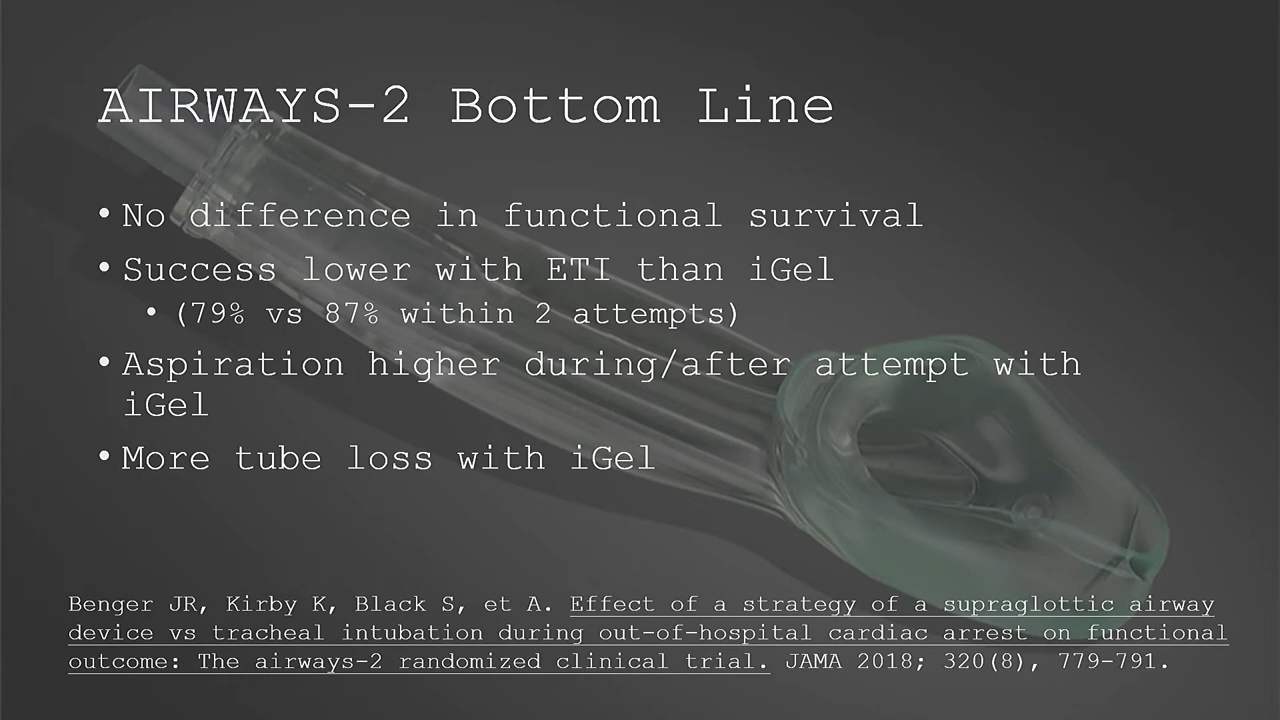 AIRWAYS-2 Bottom Line
• No difference in functional survival
• Success lower with ETI than iGel
• (79% vs 87% within 2 attempts)
• Aspiration higher during/after attempt with
iGel
• More tube loss with iGel
Benger JR, Kirby K, Black S, et A. Effect of a strategy of a supraglottic airway
device vs tracheal intubation during out-of-hospital cardiac arrest on functional
outcome: The airways-2 randomized clinical trial. JAMA 2018; 320(8), 779-791.